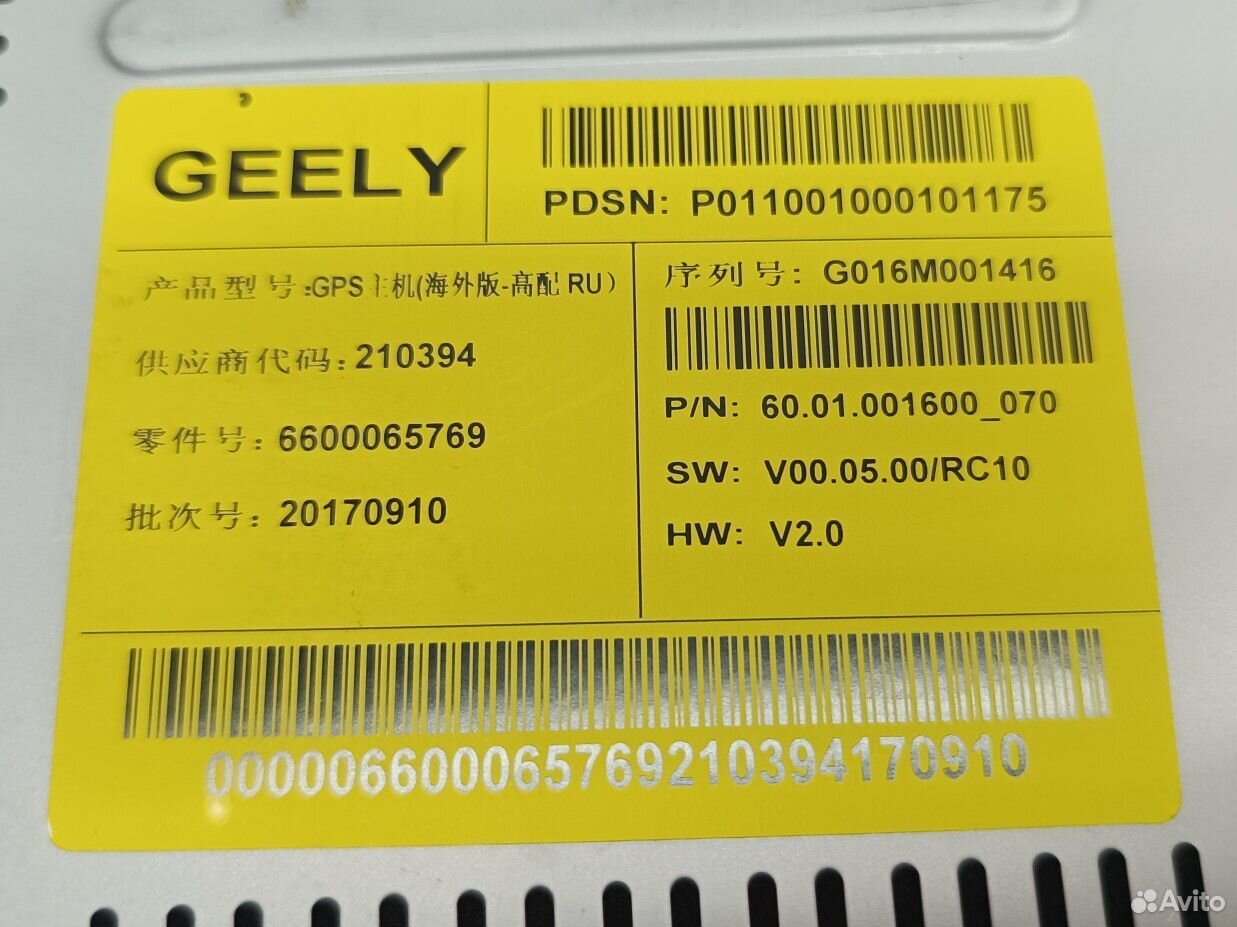 GEELY
PDSN: P011001000101175
产品型号:GPS主机(海外版-高配 RU)
供应商代码: 210394
零件号: 6600065769
批次号: 20170910
序列号: G016M001416
P/N: 60.01.001600_070
SW: V00.05.00/RC10
HW: V2.0
000006600065769210394170910
Avito